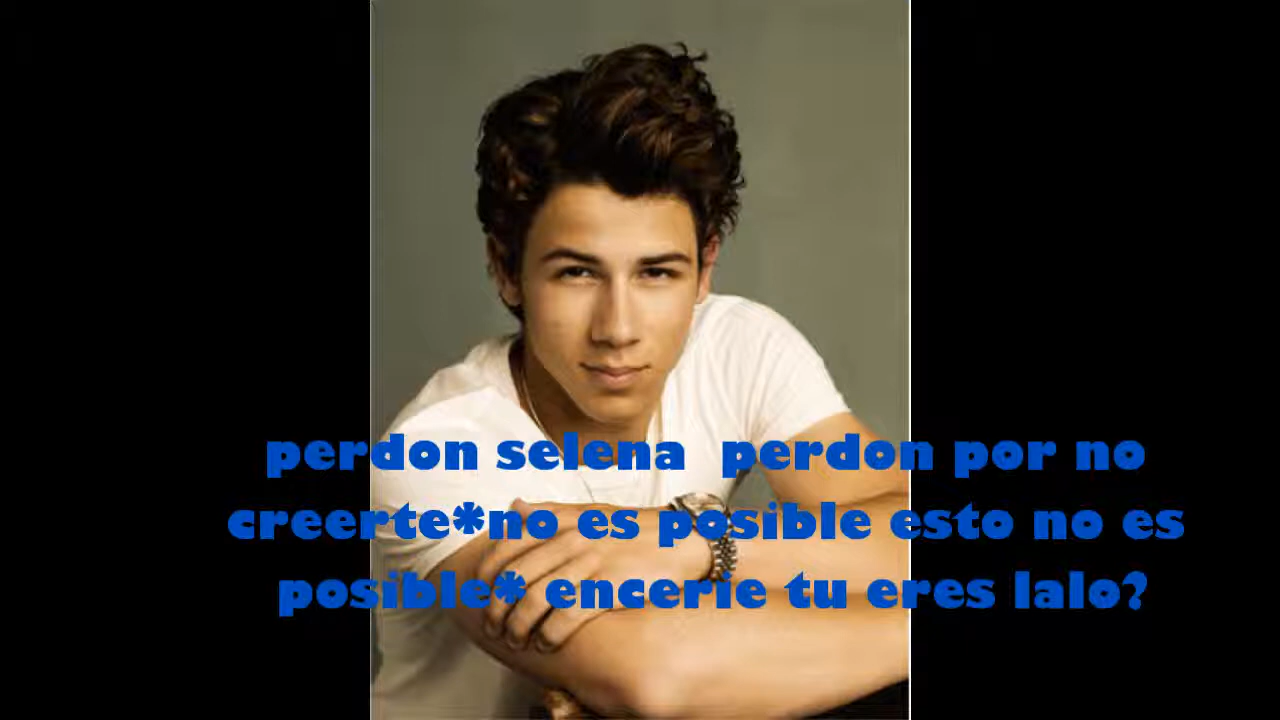 perdon selena  perdon por no
creerte*no es posible esto no es
posible* encerie tu eres lalo?